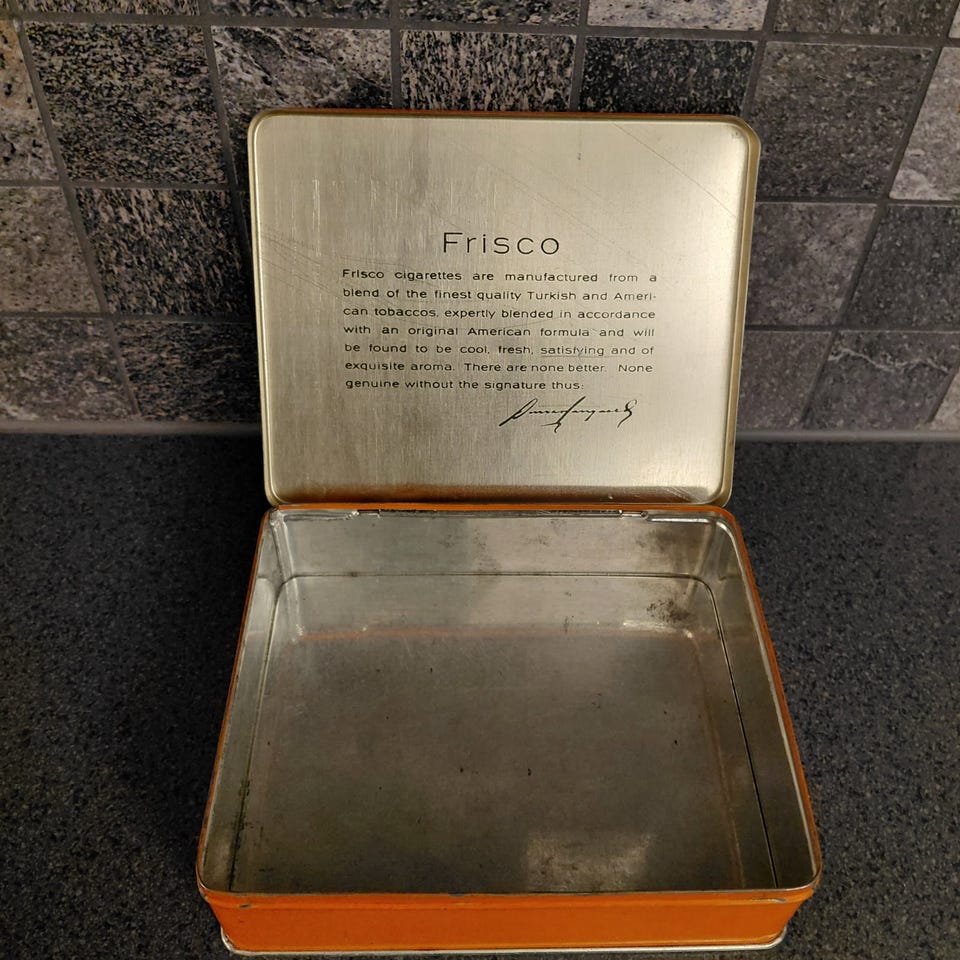 Frisco
Frisco cigarettes are manufactured from a
blend of the finest quality Turkish and Ameri-
can tobaccos, expertly blended in accordance
with an original American formula and will
be found to be cool, fresh, satisfying and of
exquisite aroma. There are none better. None
genuine without the signature thus: